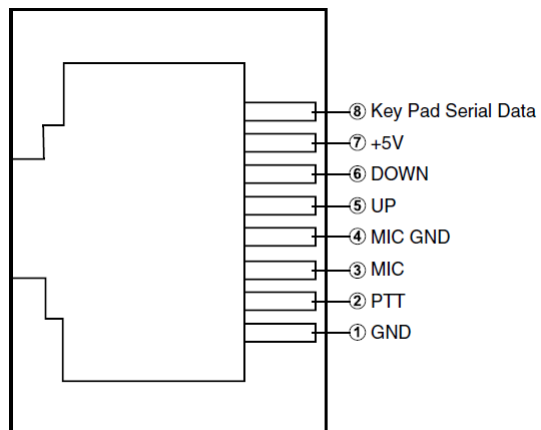 ⑧ Key Pad Serial Data
⑦ +5V
⑥ DOWN
⑤ UP
④ MIC GND
③ MIC
② PTT
① GND